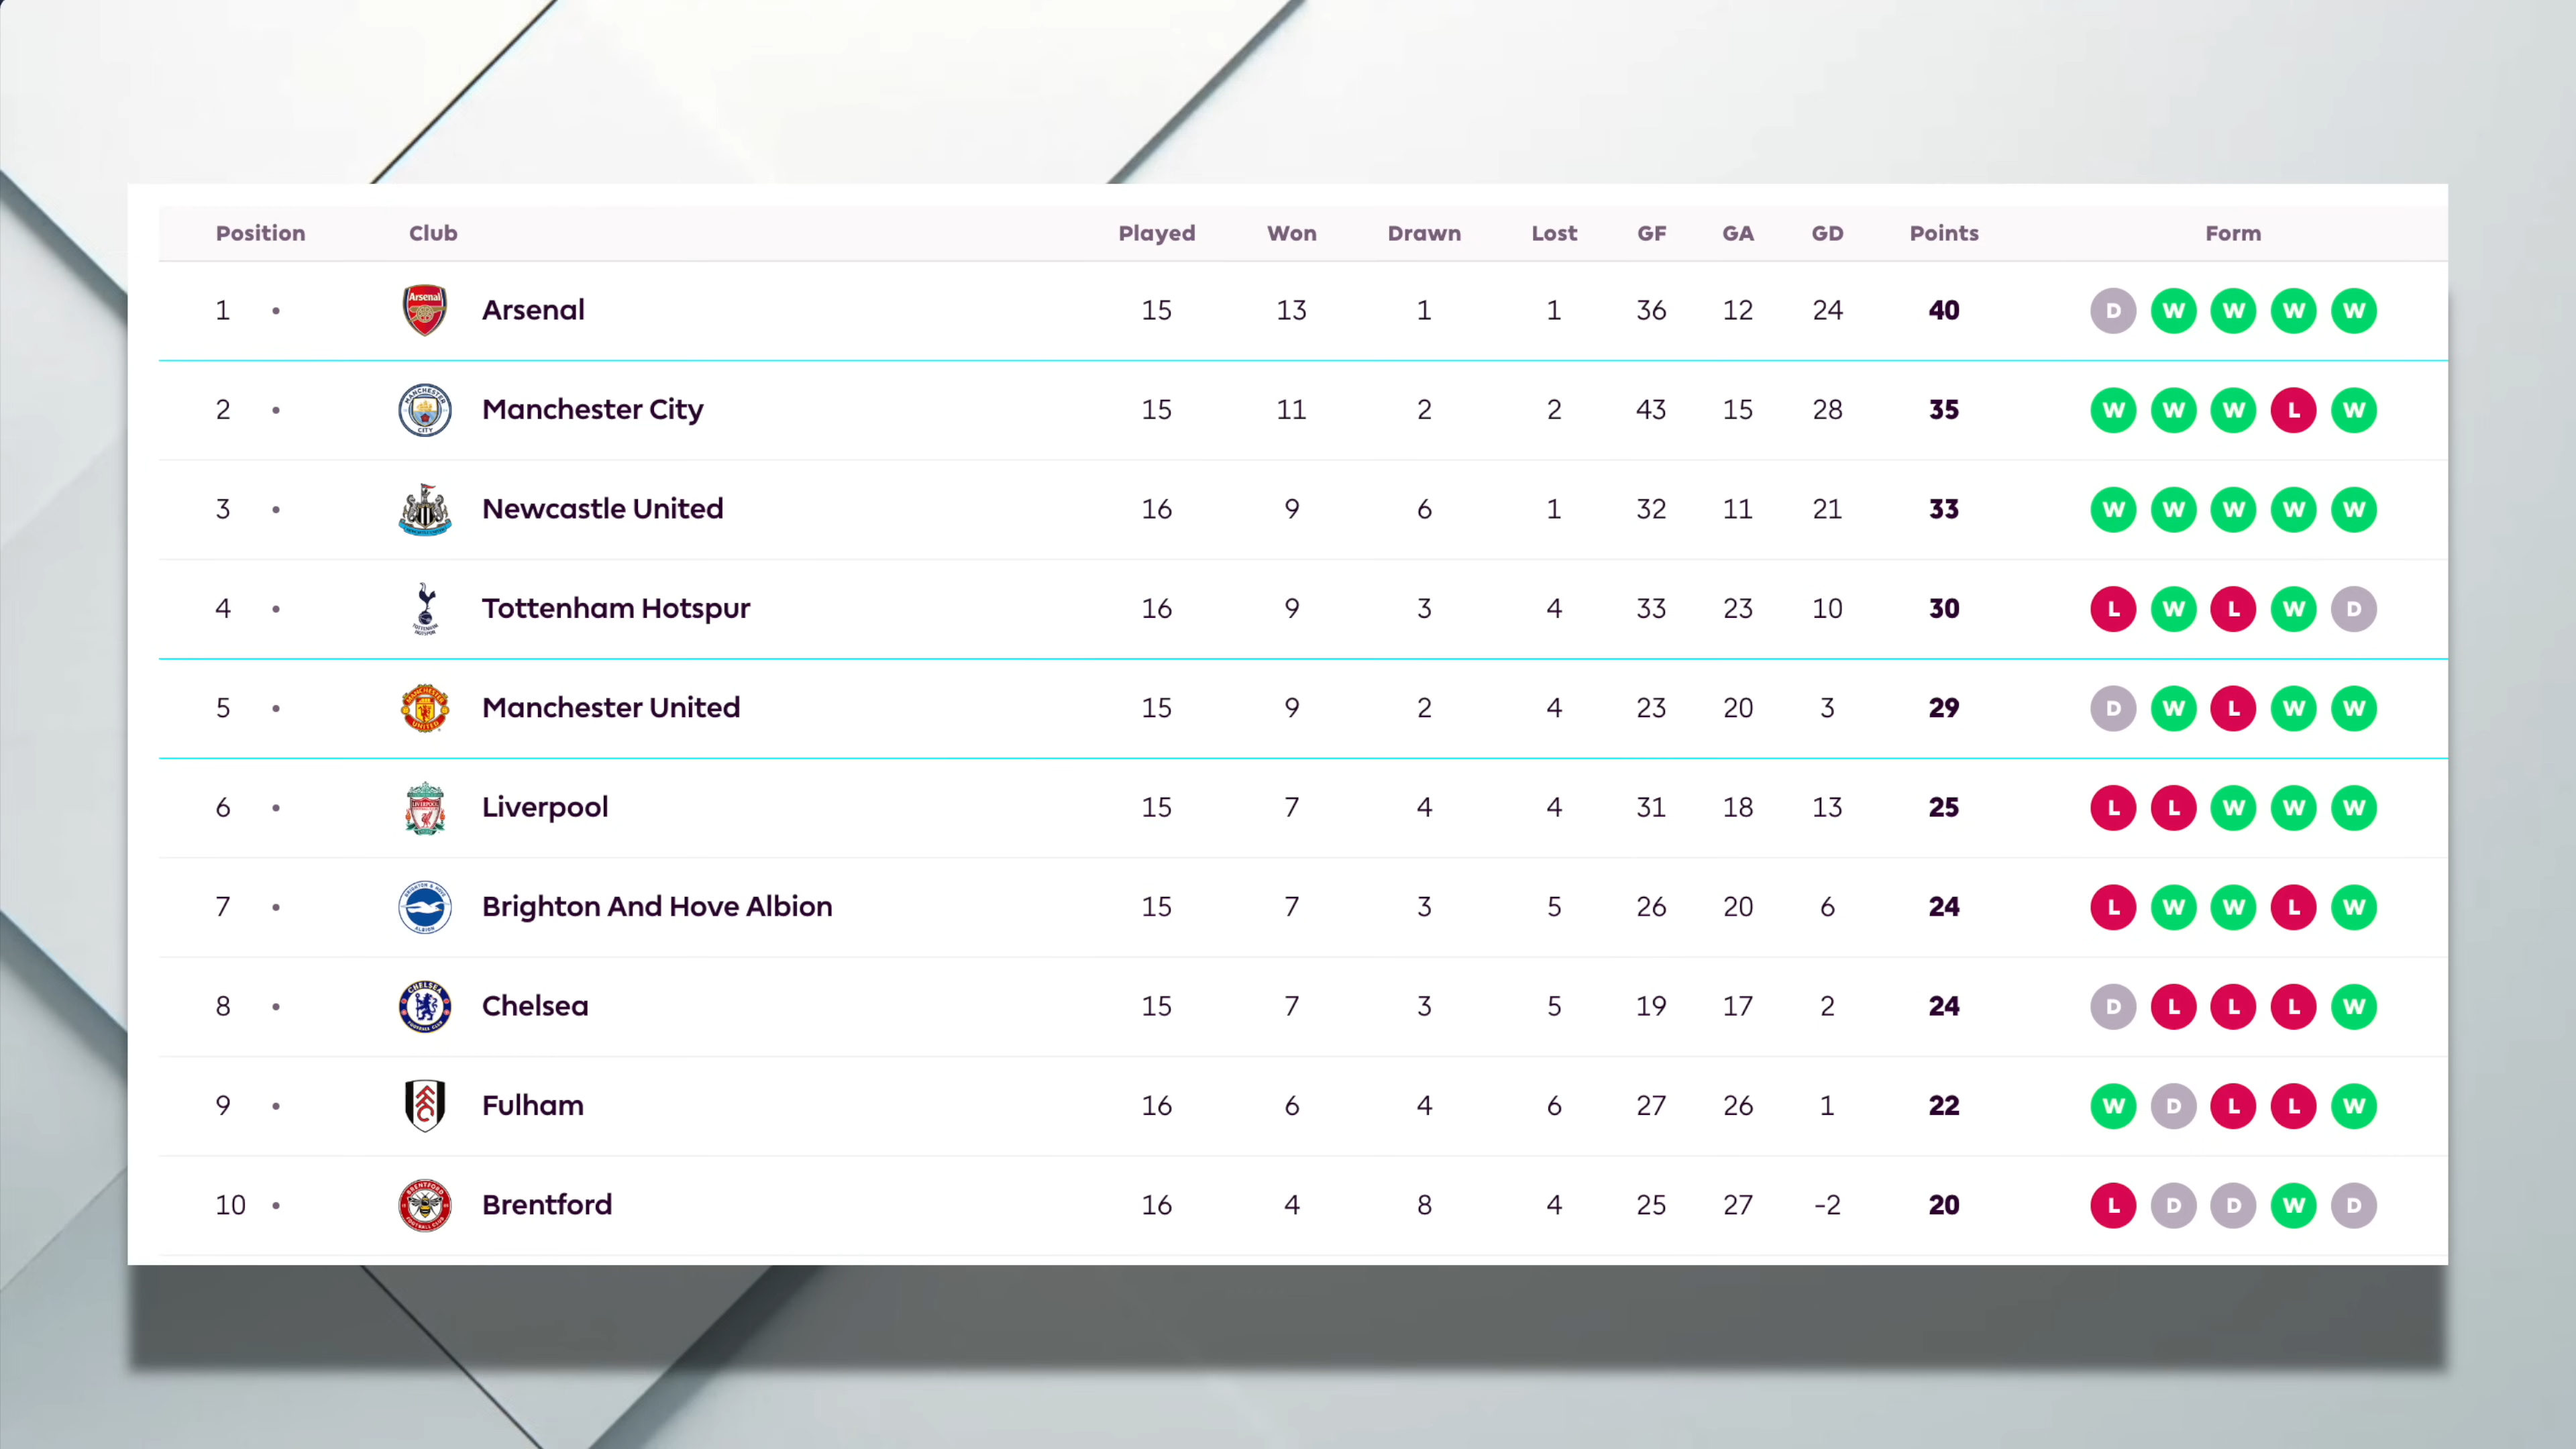 Position Club Played Won Drawn Lost GF GA GD Points Form
1 Arsenal 15 13 1 1 36 12 24 40 D W W W W
2 Manchester City 15 11 2 2 43 15 28 35 W W W L W
3 Newcastle United 16 9 6 1 32 11 21 33 W W W W W
4 Tottenham Hotspur 16 9 3 4 33 23 10 30 L W L W D
5 Manchester United 15 9 2 4 23 20 3 29 D W L W W
6 Liverpool 15 7 4 4 31 18 13 25 L L W W W
7 Brighton And Hove Albion 15 7 3 5 26 20 6 24 L W W L W
8 Chelsea 15 7 3 5 19 17 2 24 D L L L W
9 Fulham 16 6 4 6 27 26 1 22 W D L L W
10 Brentford 16 4 8 4 25 27 -2 20 L D D W D